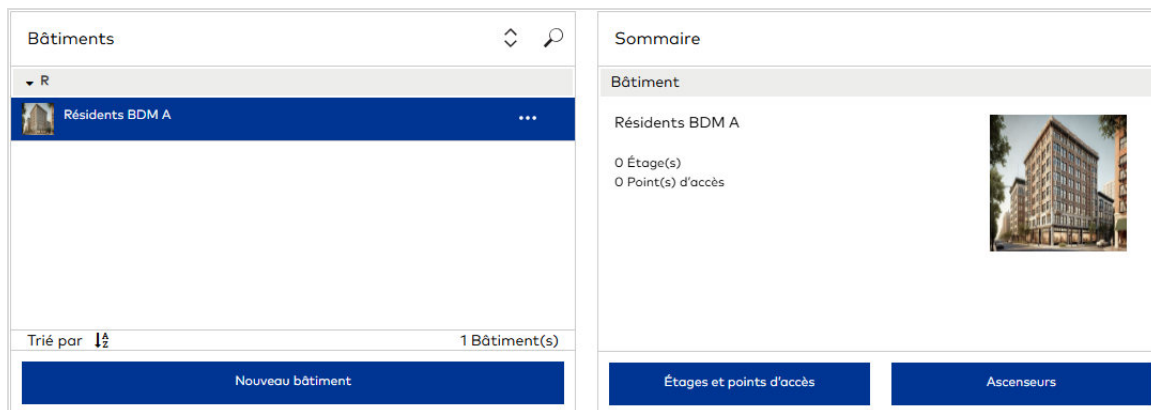 Bâtiments
R
Résidents BDM A
Trié par
1 Bâtiment(s)
Nouveau bâtiment
Sommaire
Bâtiment
Résidents BDM A
0 Étage(s)
0 Point(s) d'accès
Étages et points d'accès
Ascenseurs